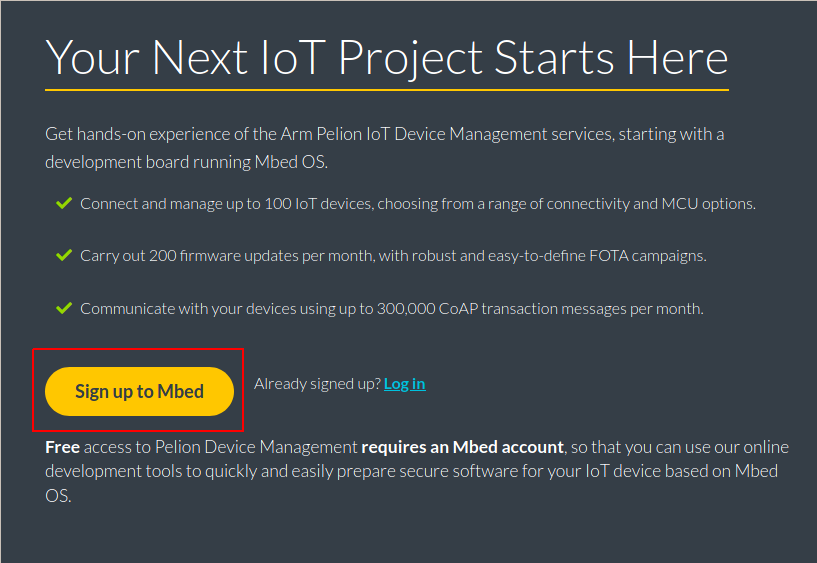 Your Next IoT Project Starts Here
Get hands-on experience of the Arm Pelion IoT Device Management services, starting with a
development board running Mbed OS.
Connect and manage up to 100 IoT devices, choosing from a range of connectivity and MCU options.
Carry out 200 firmware updates per month, with robust and easy-to-define FOTA campaigns.
Communicate with your devices using up to 300,000 CoAP transaction messages per month.
Sign up to Mbed
Already signed up? Log in
Free access to Pelion Device Management requires an Mbed account, so that you can use our online
development tools to quickly and easily prepare secure software for your IoT device based on Mbed
OS.